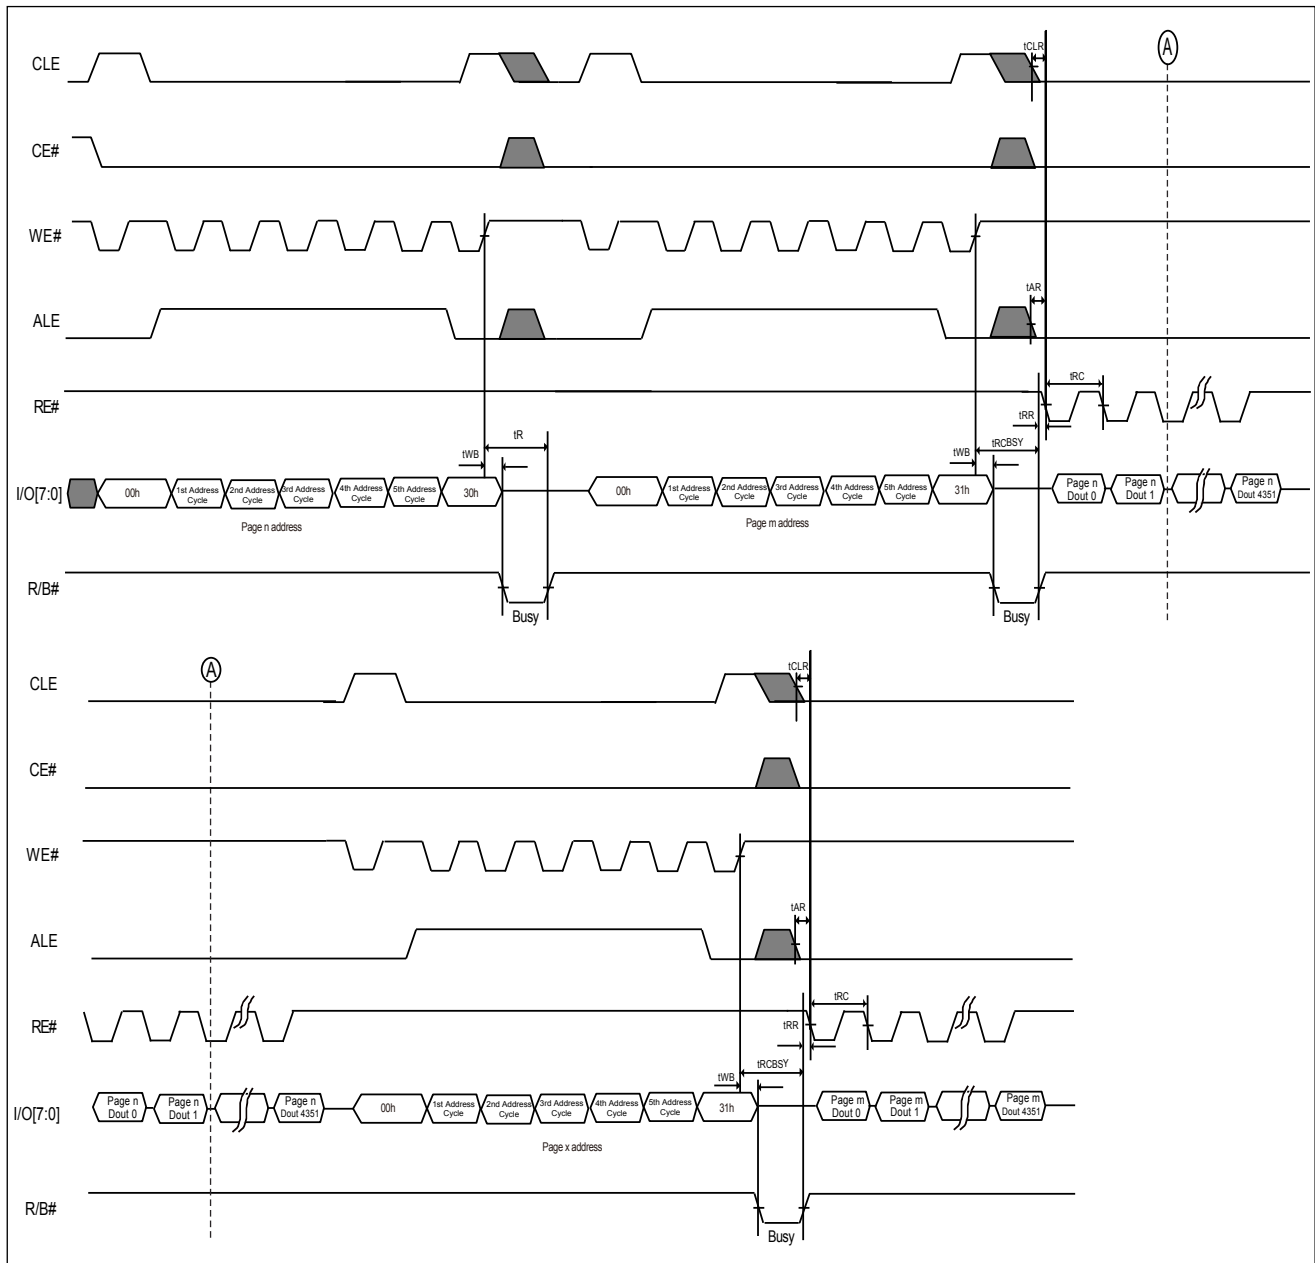 CLE
tCLR
A
CE#
WE#
ALE
tAR
RE#
tRC
tRR
tWB
tR
tWB
tRCBSY
I/O[7:0]
00h
1st Address Cycle
2nd Address Cycle
3rd Address Cycle
4th Address Cycle
5th Address Cycle
30h
00h
1st Address Cycle
2nd Address Cycle
3rd Address Cycle
4th Address Cycle
5th Address Cycle
31h
Page n Dout 0
Page n Dout 1
Page n Dout 4351
Page n address
Page m address
R/B#
Busy
Busy
A
CLE
tCLR
CE#
WE#
ALE
tAR
RE#
tRC
tRR
tWB
tRCBSY
I/O[7:0]
Page n Dout 0
Page n Dout 1
Page n Dout 4351
00h
1st Address Cycle
2nd Address Cycle
3rd Address Cycle
4th Address Cycle
5th Address Cycle
31h
Page m Dout 0
Page m Dout 1
Page m Dout 4351
Page x address
R/B#
Busy